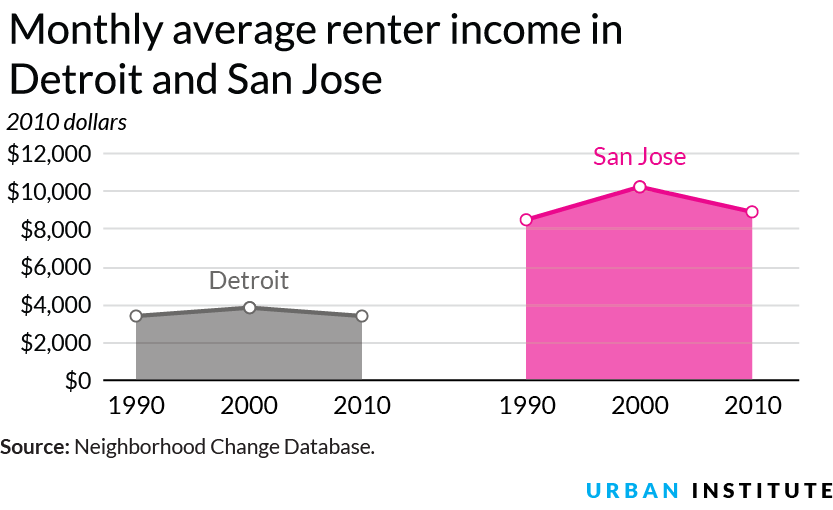 Monthly average renter income in
Detroit and San Jose
2010 dollars
$12,000
San Jose
$10,000
$8,000
$6,000
Detroit
$4,000
$2,000
$0
1990 2000 2010 1990 2000 2010
Source: Neighborhood Change Database.
URBAN INSTITUTE